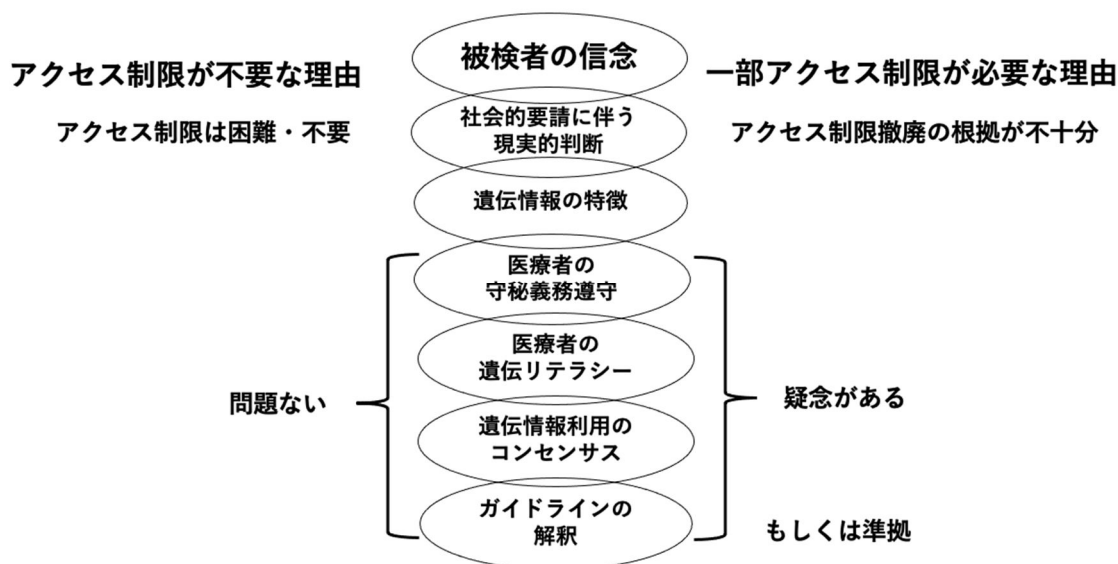 被検者の信念
アクセス制限が不要な理由
一部アクセス制限が必要な理由
社会的要請に伴う
現実的判断
アクセス制限は困難・不要
アクセス制限撤廃の根拠が不十分
遺伝情報の特徴
医療者の
守秘義務遵守
医療者の
遺伝リテラシー
問題ない
疑念がある
遺伝情報利用の
コンセンサス
ガイドラインの
解釈
もしくは準拠